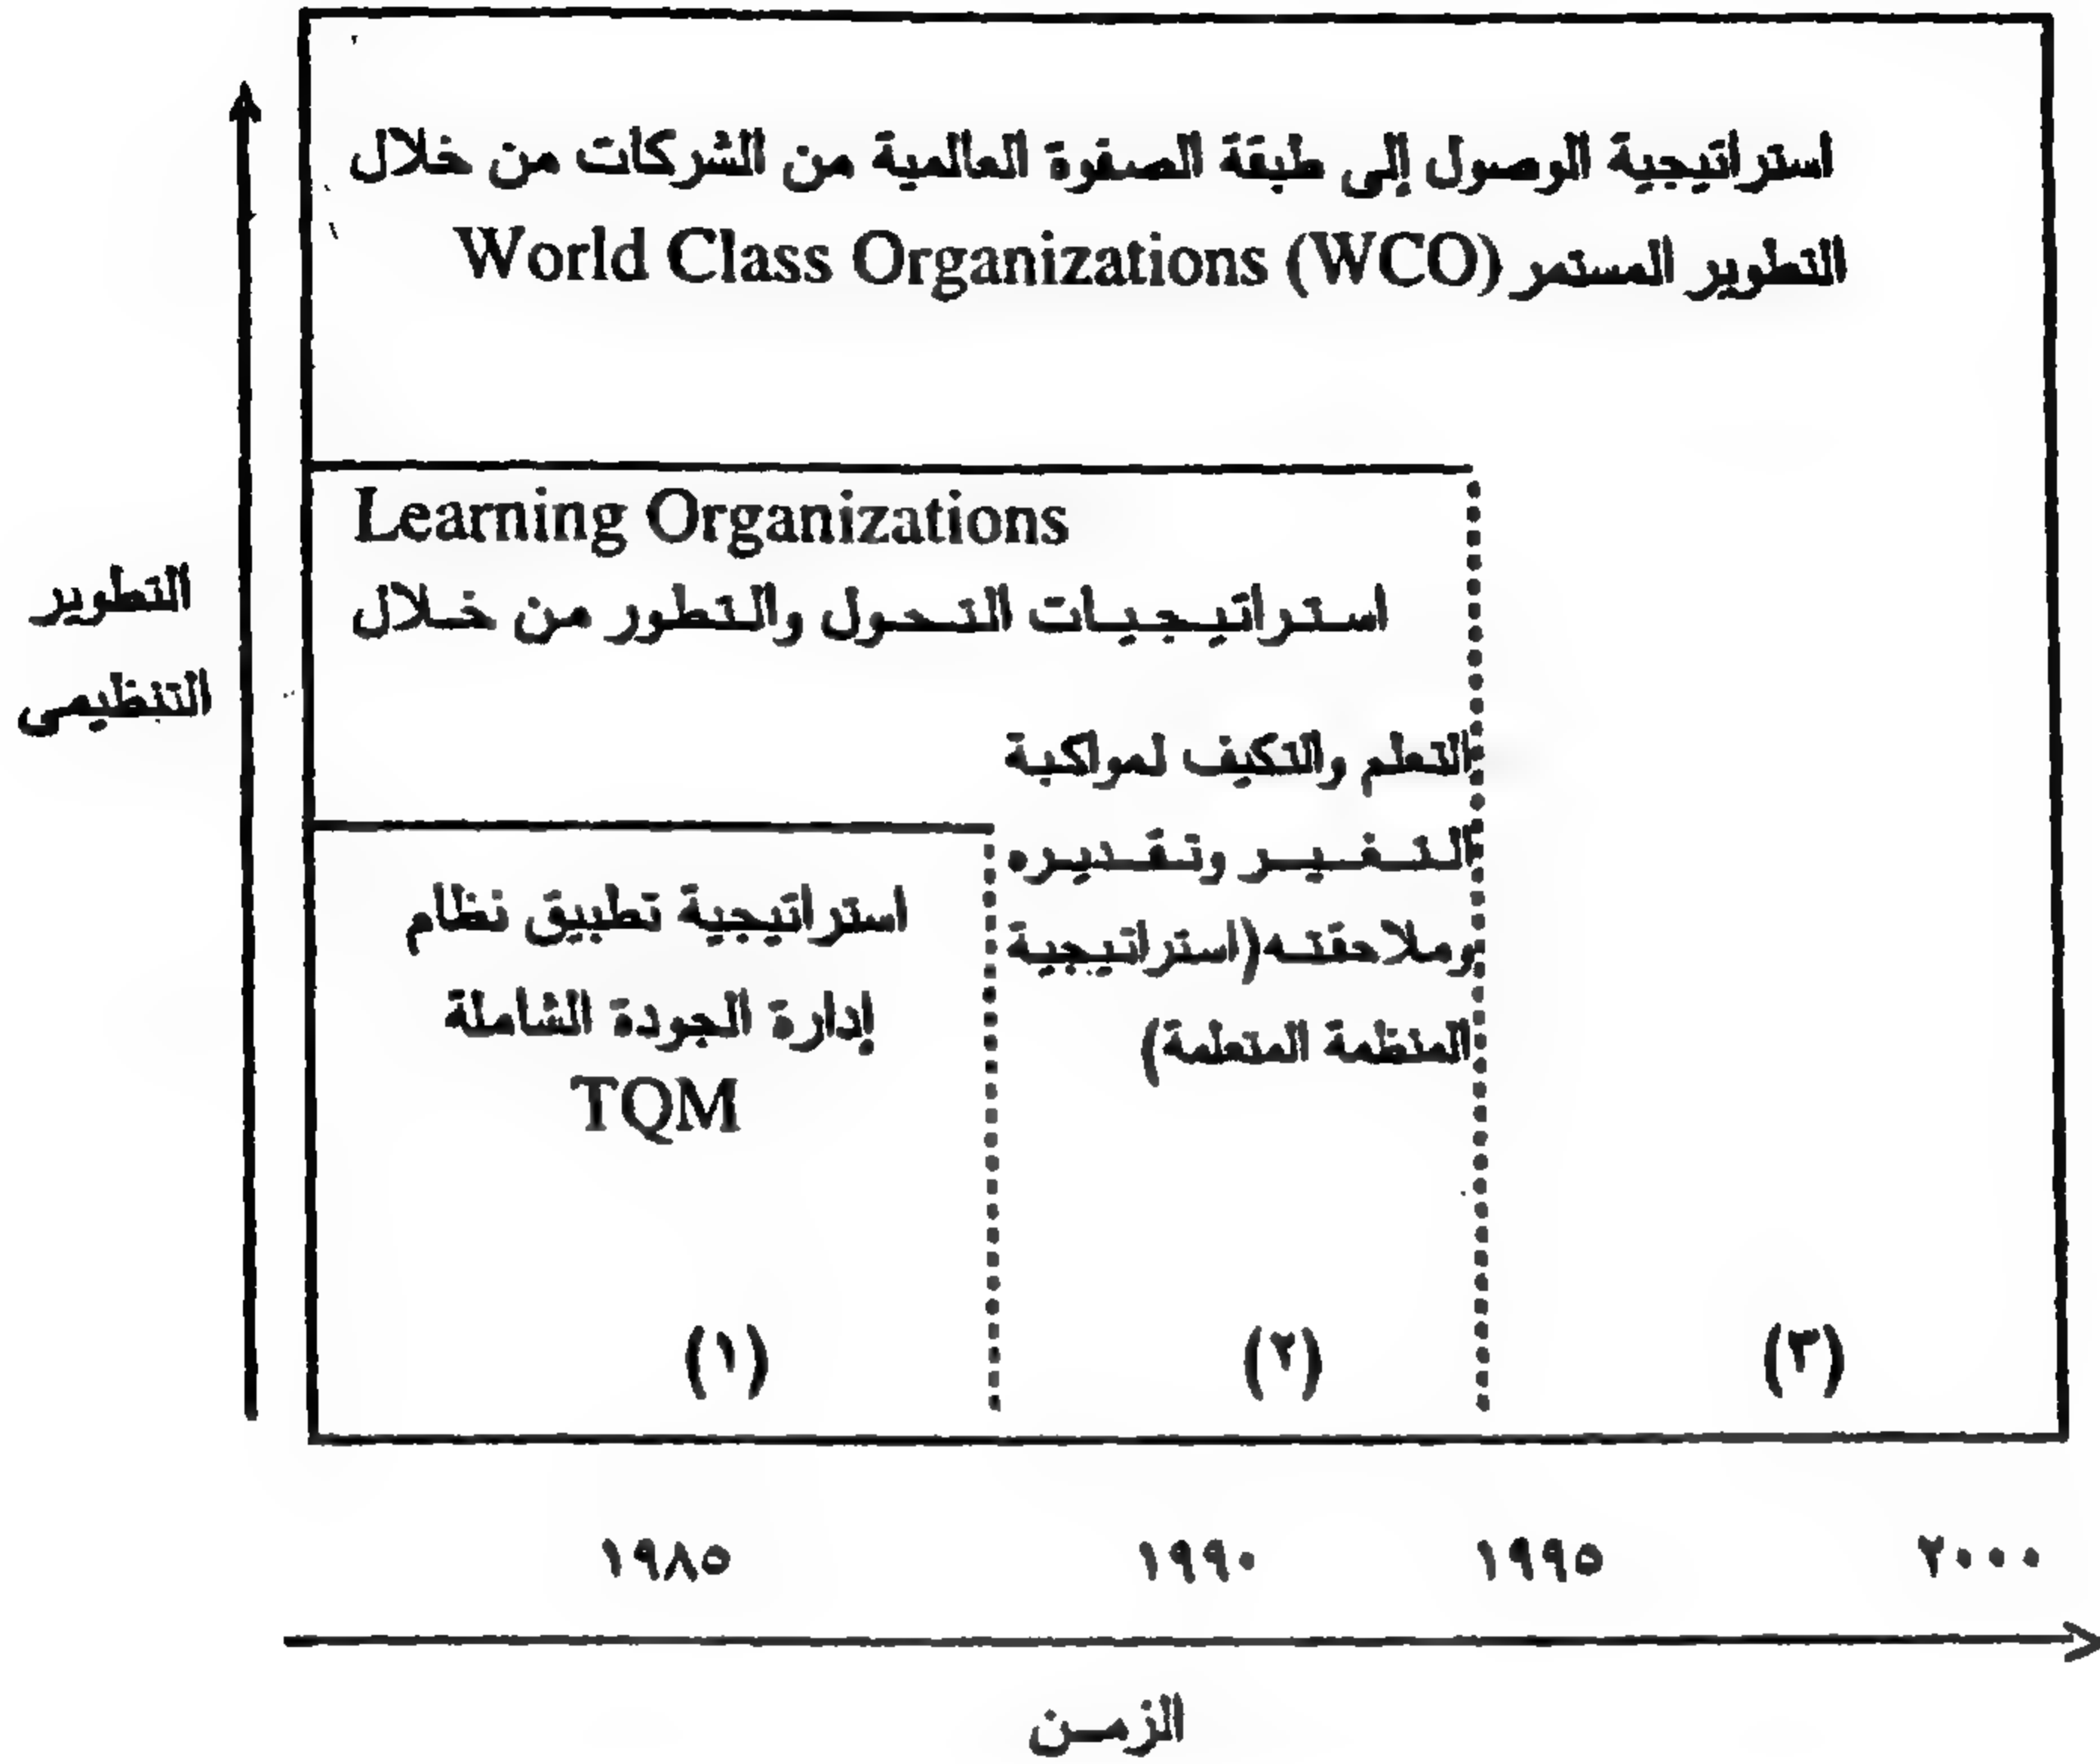 استراتيجية الوصول إلى طبقة الصفوة العالمية من الشركات من خلال
التطوير المستمر World Class Organizations (WCO)
Learning Organizations
استراتيجيات التحول والتطور من خلال
التعلم والتكيف لمواكبة
التغير وتقديره
وملاحقته (استراتيجية
المنظمة المتعلمة)
استراتيجية تطبيق نظام
إدارة الجودة الشاملة
TQM
(١) (٢) (٣)
التطوير
التنظيمى
١٩٨٥ ١٩٩٠ ١٩٩٥ ٢٠٠٠
الزمن